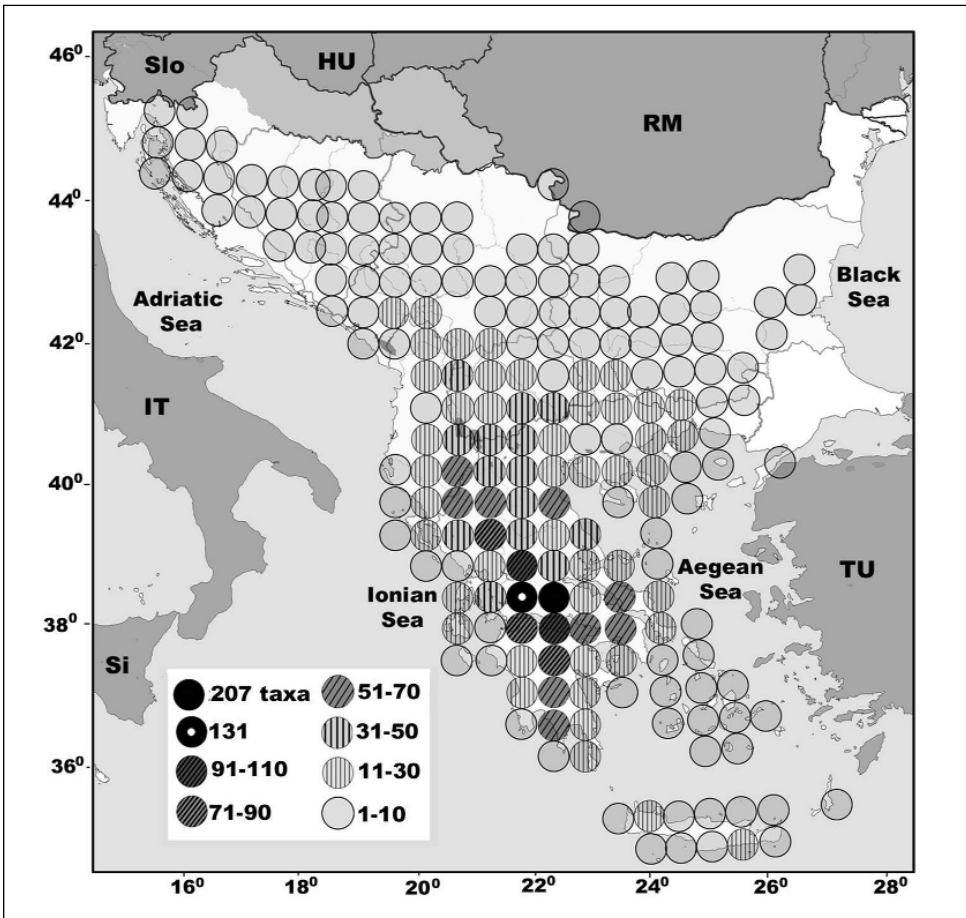 46⁰
Slo
HU
RM
44⁰
Adriatic
Sea
Black
Sea
42⁰
IT
40⁰
Ionian
Sea
Aegean
Sea
TU
38⁰
Si
207 taxa
51-70
131
31-50
91-110
11-30
71-90
1-10
36⁰
16⁰ 18⁰ 20⁰ 22⁰ 24⁰ 26⁰ 28⁰